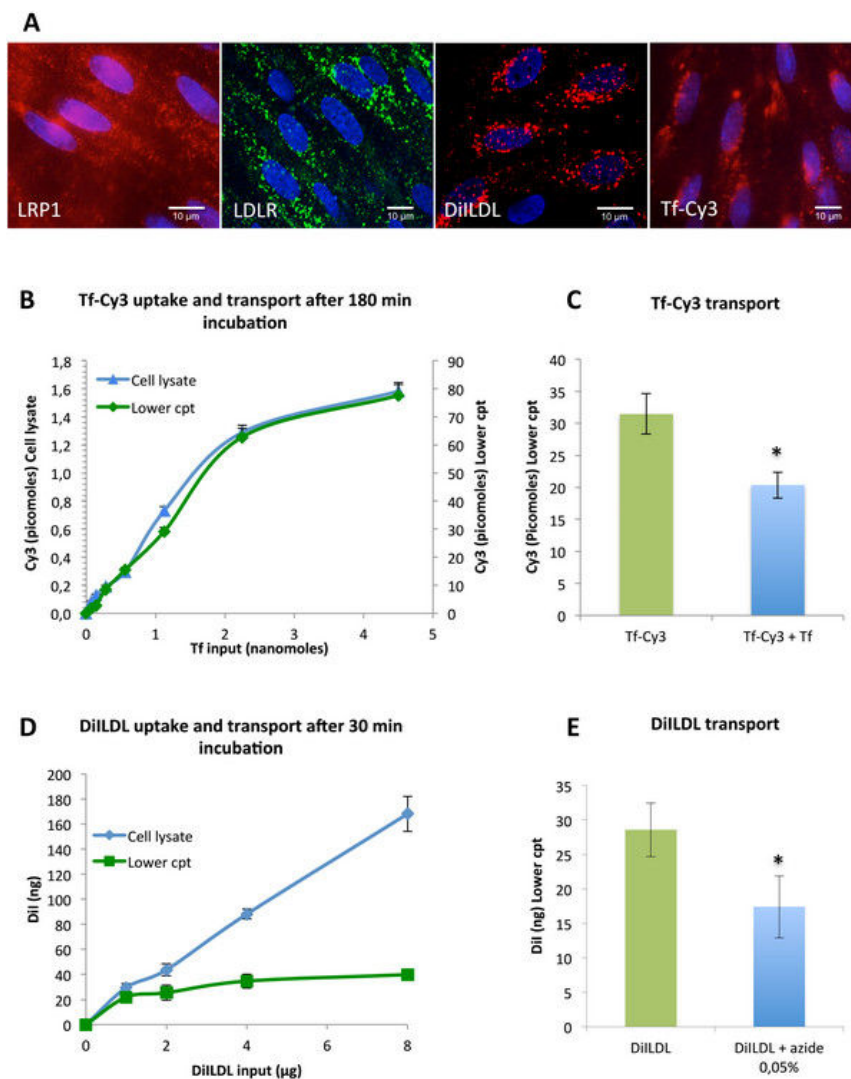 A
LRP1
10 µm
LDLR
10 µm
DiILDL
10 µm
Tf-Cy3
10 µm
B
Tf-Cy3 uptake and transport after 180 min
incubation
Cy3 (picomoles) Cell lysate
1,8
1,6
1,4
1,2
1,0
0,8
0,6
0,4
0,2
0,0
Cell lysate
Lower cpt
90
80
70
60
50
40
30
20
10
0
Cy3 (picomoles) Lower cpt
0 1 2 3 4 5
Tf input (nanomoles)
C
Tf-Cy3 transport
Cy3 (Picomoles) Lower cpt
40
35
30
25
20
15
10
5
0
*
Tf-Cy3 Tf-Cy3 + Tf
D
DiILDL uptake and transport after 30 min
incubation
DiI (ng)
200
180
160
140
120
100
80
60
40
20
0
Cell lysate
Lower cpt
0 2 4 6 8
DiILDL input (µg)
E
DiILDL transport
DiI (ng) Lower cpt
35
30
25
20
15
10
5
0
*
DiILDL DiILDL + azide
0,05%